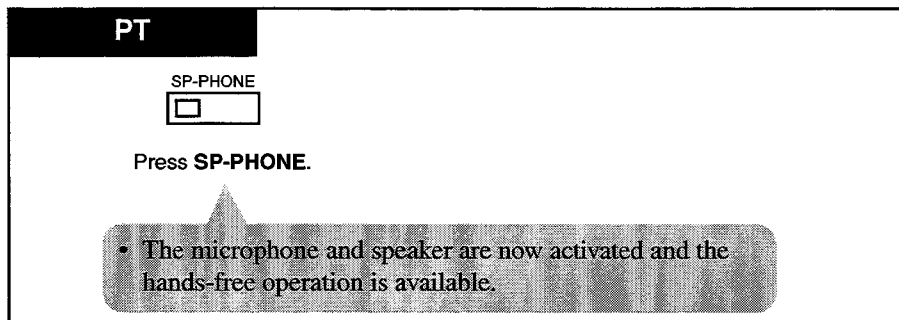 PT
SP-PHONE
Press SP-PHONE.
• The microphone and speaker are now activated and the
hands-free operation is available.